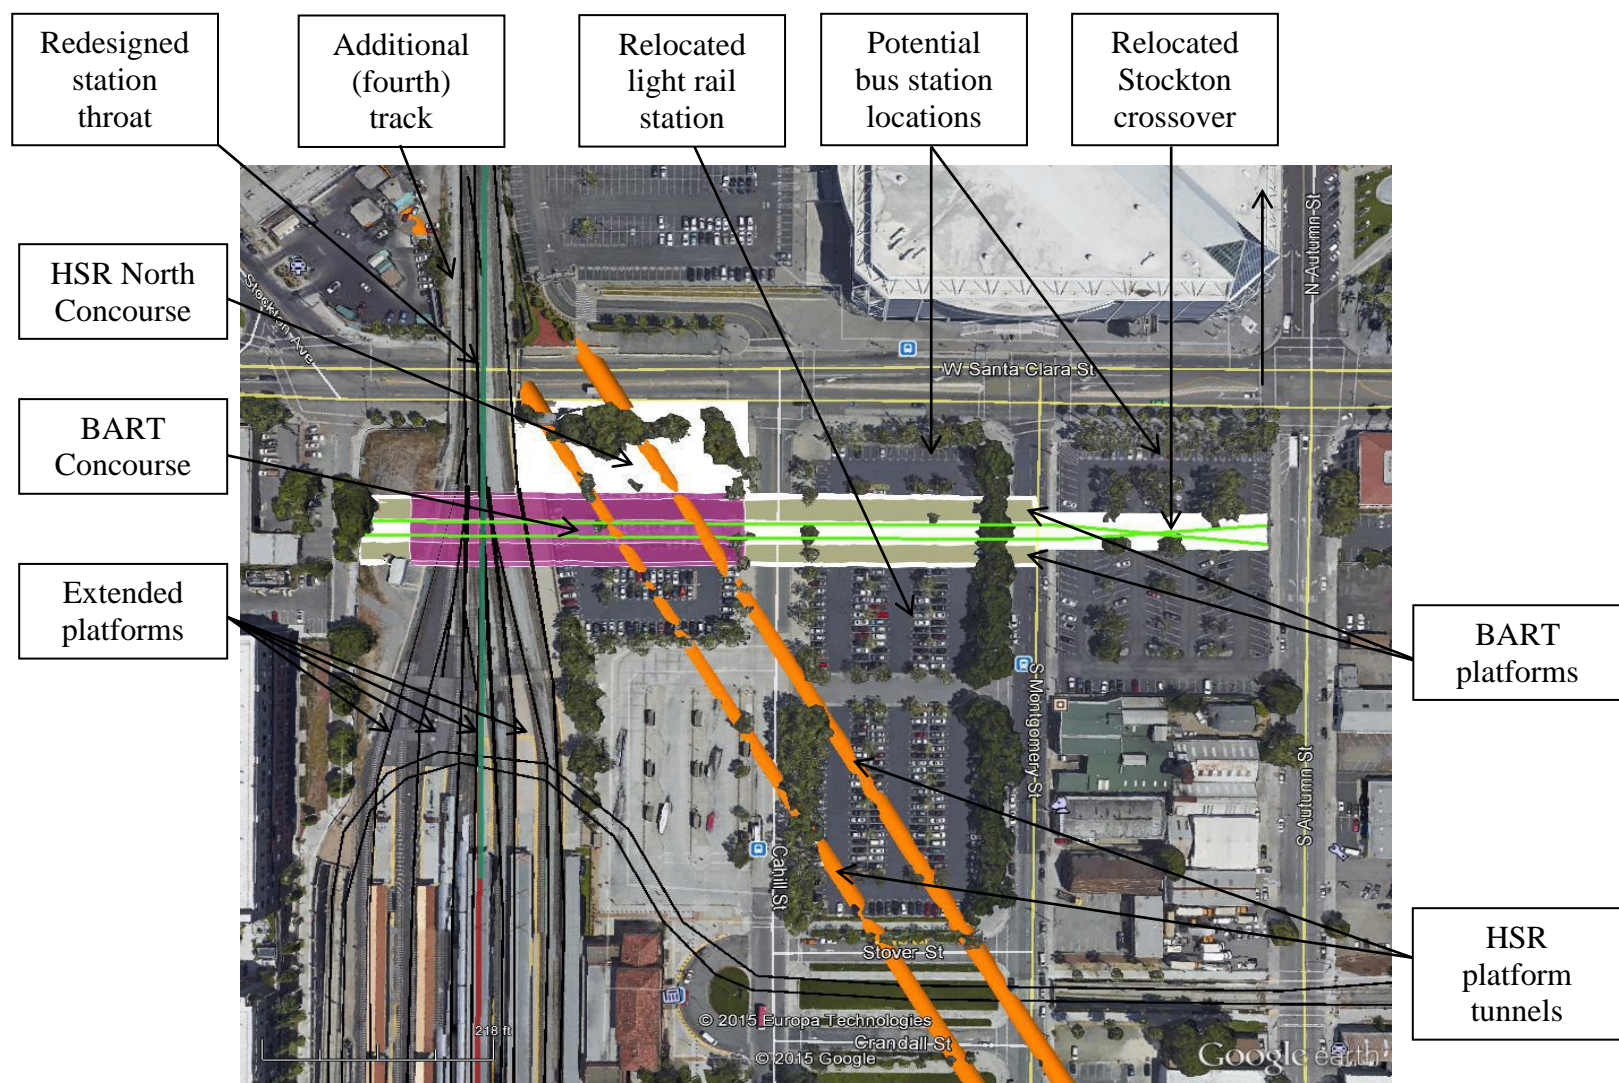 Redesigned
station
throat
Additional
(fourth)
track
Relocated
light rail
station
Potential
bus station
locations
Relocated
Stockton
crossover
HSR North
Concourse
BART
Concourse
Extended
platforms
BART
platforms
HSR
platform
tunnels
Stockton Ave
N Autumn St
W Santa Clara St
S Montgomery St
S Autumn St
Cahill St
Stover St
Crandall St
218 ft
© 2015 Europa Technologies
© 2015 Google
Google earth